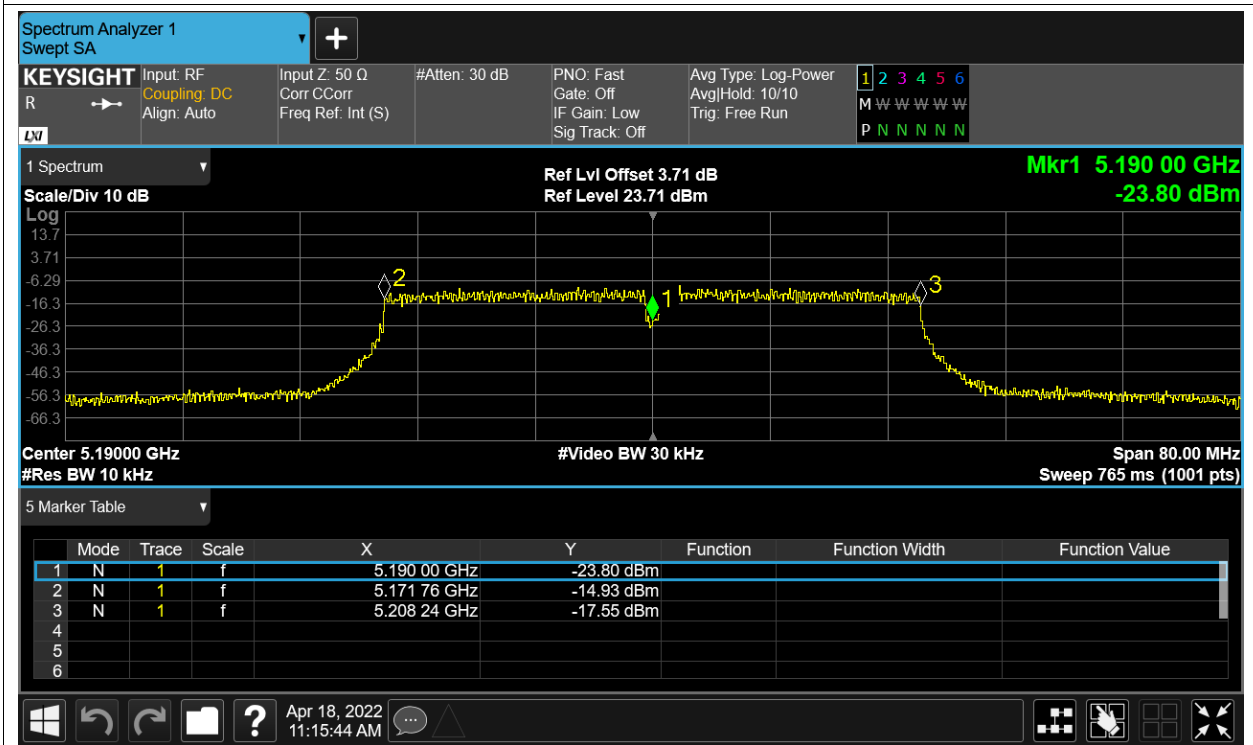 Spectrum Analyzer 1
Swept SA
KEYSIGHT
R
LXI
Input: RF
Coupling: DC
Align: Auto
Input Z: 50 Ω
Corr CCorr
Freq Ref: Int (S)
#Atten: 30 dB
PNO: Fast
Gate: Off
IF Gain: Low
Sig Track: Off
Avg Type: Log-Power
Avg|Hold: 10/10
Trig: Free Run
1 2 3 4 5 6
M W W W W W
P N N N N N
1 Spectrum
Scale/Div 10 dB
Ref Lvl Offset 3.71 dB
Ref Level 23.71 dBm
Mkr1 5.190 00 GHz
-23.80 dBm
Log
13.7
3.71
-6.29
-16.3
-26.3
-36.3
-46.3
-56.3
-66.3
2
1
3
Center 5.19000 GHz
#Res BW 10 kHz
#Video BW 30 kHz
Span 80.00 MHz
Sweep 765 ms (1001 pts)
5 Marker Table
Mode Trace Scale X Y Function Function Width Function Value
1 N 1 f 5.190 00 GHz -23.80 dBm
2 N 1 f 5.171 76 GHz -14.93 dBm
3 N 1 f 5.208 24 GHz -17.55 dBm
4
5
6
?
Apr 18, 2022
11:15:44 AM